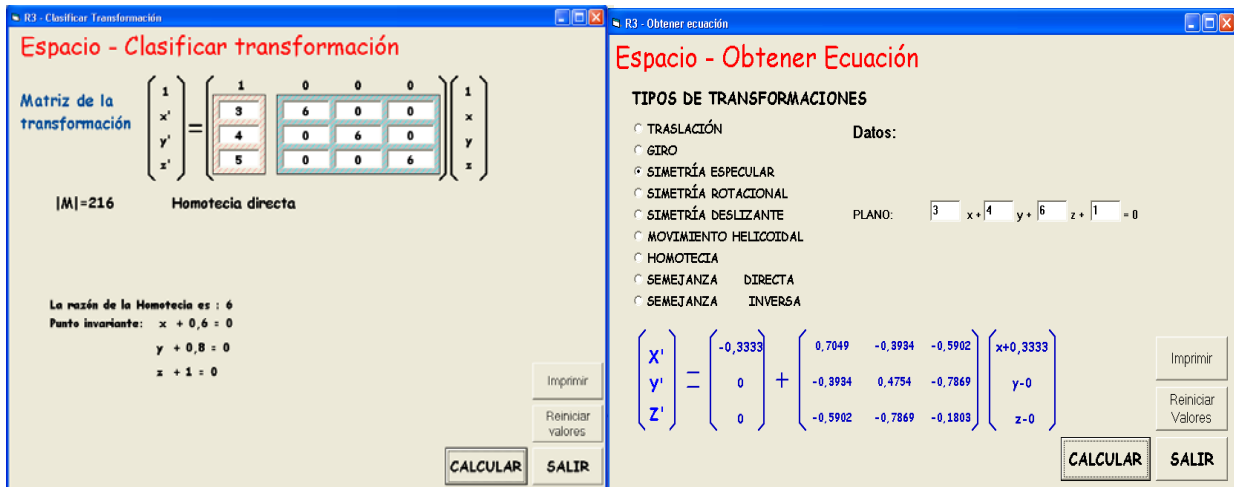 R3 - Clasificar Transformación
Espacio - Clasificar transformación
Matriz de la
transformación
1
x'
y'
z'
=
1 0 0 0
3 6 0 0
4 0 6 0
5 0 0 6
1
x
y
z
|M|=216 Homotecia directa
La razón de la Homotecia es : 6
Punto invariante: x + 0,6 = 0
y + 0,8 = 0
z + 1 = 0
Imprimir
Reiniciar
valores
CALCULAR SALIR
R3 - Obtener ecuación
Espacio - Obtener Ecuación
TIPOS DE TRANSFORMACIONES
TRASLACIÓN
GIRO
SIMETRÍA ESPECULAR
SIMETRÍA ROTACIONAL
SIMETRÍA DESLIZANTE
MOVIMIENTO HELICOIDAL
HOMOTECIA
SEMEJANZA DIRECTA
SEMEJANZA INVERSA
Datos:
PLANO: 3 x + 4 y + 6 z + 1 = 0
X' -0,3333 0,7049 -0,3934 -0,5902 x+0,3333
y' = 0 + -0,3934 0,4754 -0,7869 y-0
Z' 0 -0,5902 -0,7869 -0,1803 z-0
Imprimir
Reiniciar
Valores
CALCULAR SALIR